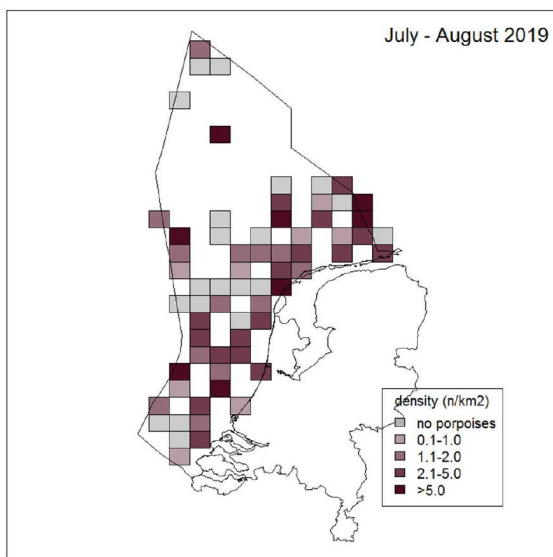 July - August 2019
density (n/km2)
no porpoises
0.1-1.0
1.1-2.0
2.1-5.0
>5.0